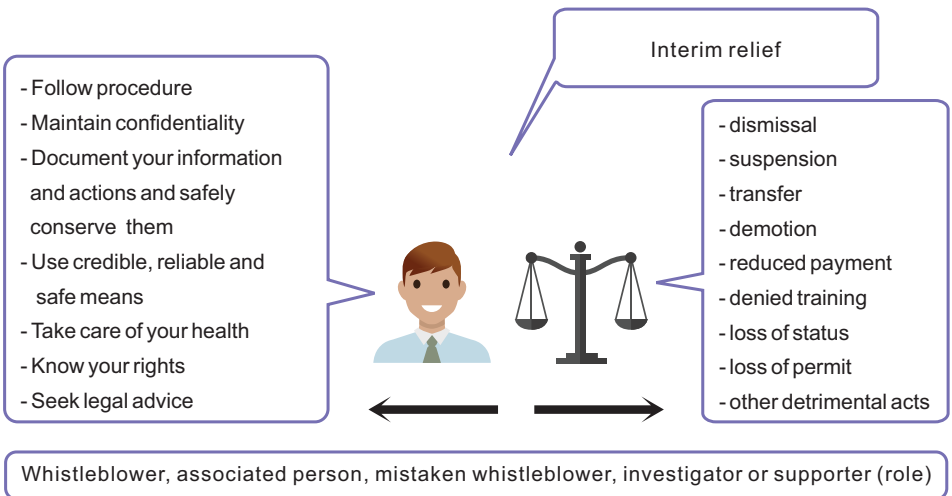 Interim relief
- Follow procedure
- Maintain confidentiality
- Document your information
and actions and safely
conserve them
- Use credible, reliable and
safe means
- Take care of your health
- Know your rights
- Seek legal advice
- dismissal
- suspension
- transfer
- demotion
- reduced payment
- denied training
- loss of status
- loss of permit
- other detrimental acts
Whistleblower, associated person, mistaken whistleblower, investigator or supporter (role)